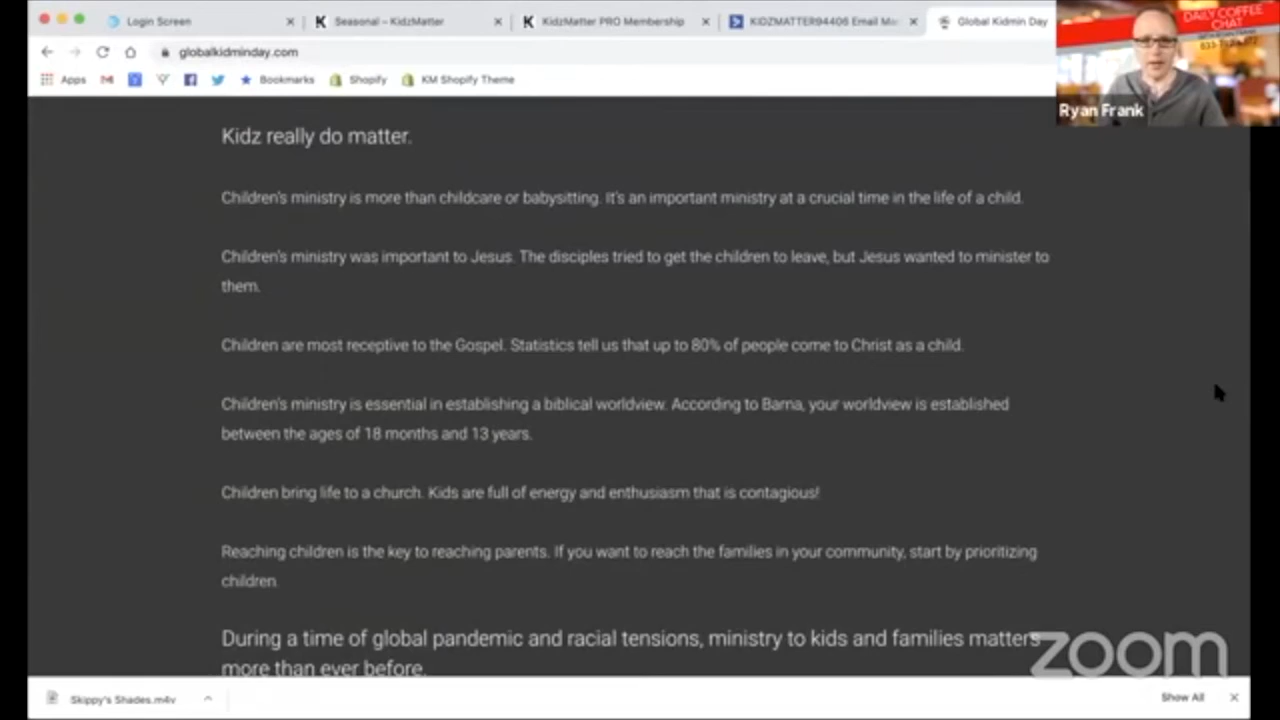 Login Screen
Seasonal – KidzMatter
KidzMatter PRO Membership
KIDZMATTER94406 Email Ma
Global Kidmin Day
DAILY COFFEE
CHAT
globalkidminday.com
Apps
Bookmarks
Shopify
KM Shopify Theme
Ryan Frank
Kidz really do matter.
Children's ministry is more than childcare or babysitting. It's an important ministry at a crucial time in the life of a child.
Children's ministry was important to Jesus. The disciples tried to get the children to leave, but Jesus wanted to minister to
them.
Children are most receptive to the Gospel. Statistics tell us that up to 80% of people come to Christ as a child.
Children's ministry is essential in establishing a biblical worldview. According to Barna, your worldview is established
between the ages of 18 months and 13 years.
Children bring life to a church. Kids are full of energy and enthusiasm that is contagious!
Reaching children is the key to reaching parents. If you want to reach the families in your community, start by prioritizing
children.
During a time of global pandemic and racial tensions, ministry to kids and families matters
more than ever before.
zoom
Skippy's Shades.m4v
Show All